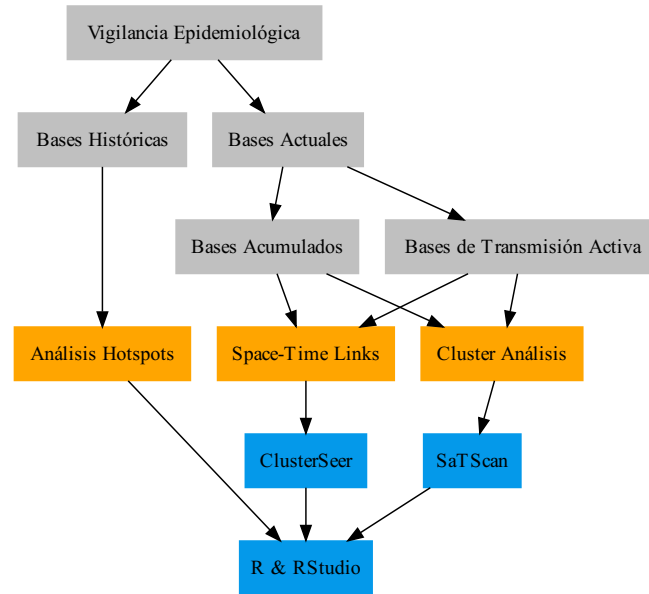 Vigilancia Epidemiológica
Bases Históricas
Bases Actuales
Bases Acumulados
Bases de Transmisión Activa
Análisis Hotspots
Space-Time Links
Cluster Análisis
ClusterSeer
SaTScan
R & RStudio